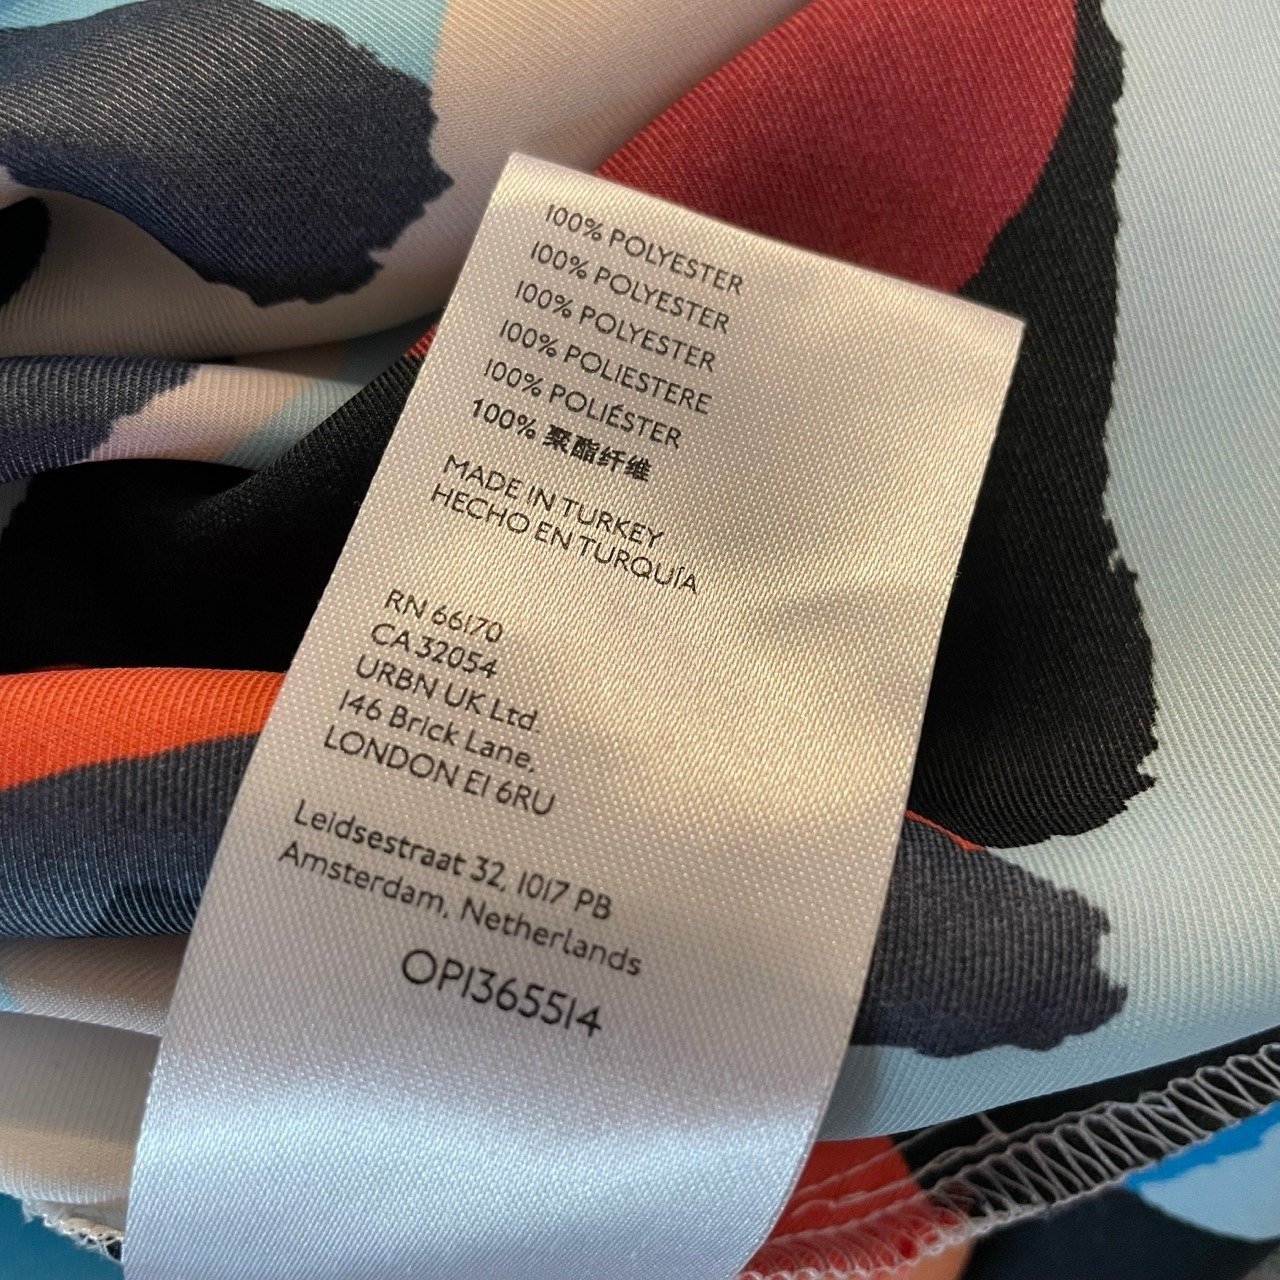 100% POLYESTER
100% POLYESTER
100% POLYESTER
100% POLIESTERE
100% POLIÉSTER
100% 聚酯纤维
MADE IN TURKEY
HECHO EN TURQUÍA
RN 66170
CA 32054
URBN UK Ltd.
146 Brick Lane,
LONDON E1 6RU
Leidsestraat 32, 1017 PB
Amsterdam, Netherlands
OP1365514